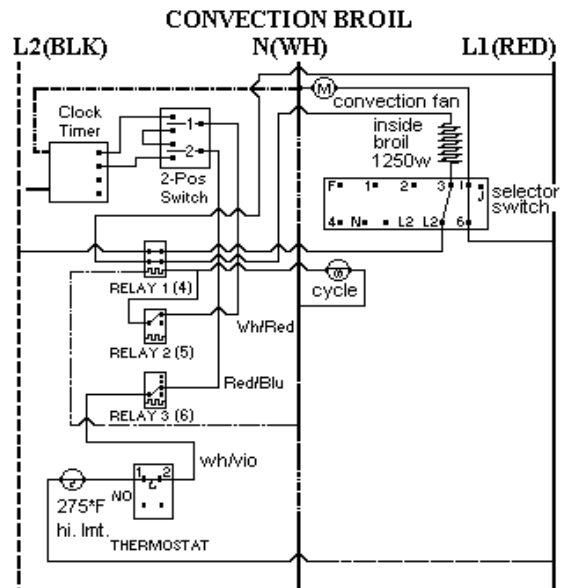 CONVECTION BROIL
L2(BLK) N(WH) L1(RED)
M
convection fan
Clock
Timer
1
2
2-Pos
Switch
inside
broil
1250w
F 1 2 3 I J
4 N L2 L2 6
selector
switch
RELAY 1 (4)
cycle
RELAY 2 (5)
Wh/Red
Red/Blu
RELAY 3 (6)
wh/vio
1 2
NO
275*F
hi. lmt.
THERMOSTAT